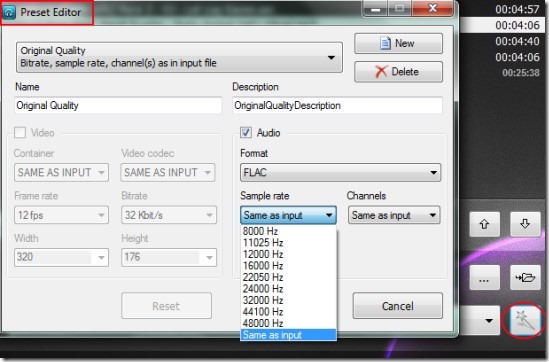 Preset Editor
Original Quality
Bitrate, sample rate, channel(s) as in input file
New
Delete
Name
Description
Original Quality
OriginalQualityDescription
Video
Audio
Container
Video codec
Format
SAME AS INPUT
SAME AS INPUT
FLAC
Frame rate
Bitrate
Sample rate
Channels
12 fps
32 Kbit/s
Same as input
Same as input
Width
Height
320
176
8000 Hz
11025 Hz
12000 Hz
16000 Hz
22050 Hz
24000 Hz
32000 Hz
44100 Hz
48000 Hz
Same as input
Reset
Cancel
00:04:57
00:04:06
00:04:40
00:04:06
00:25:38
...